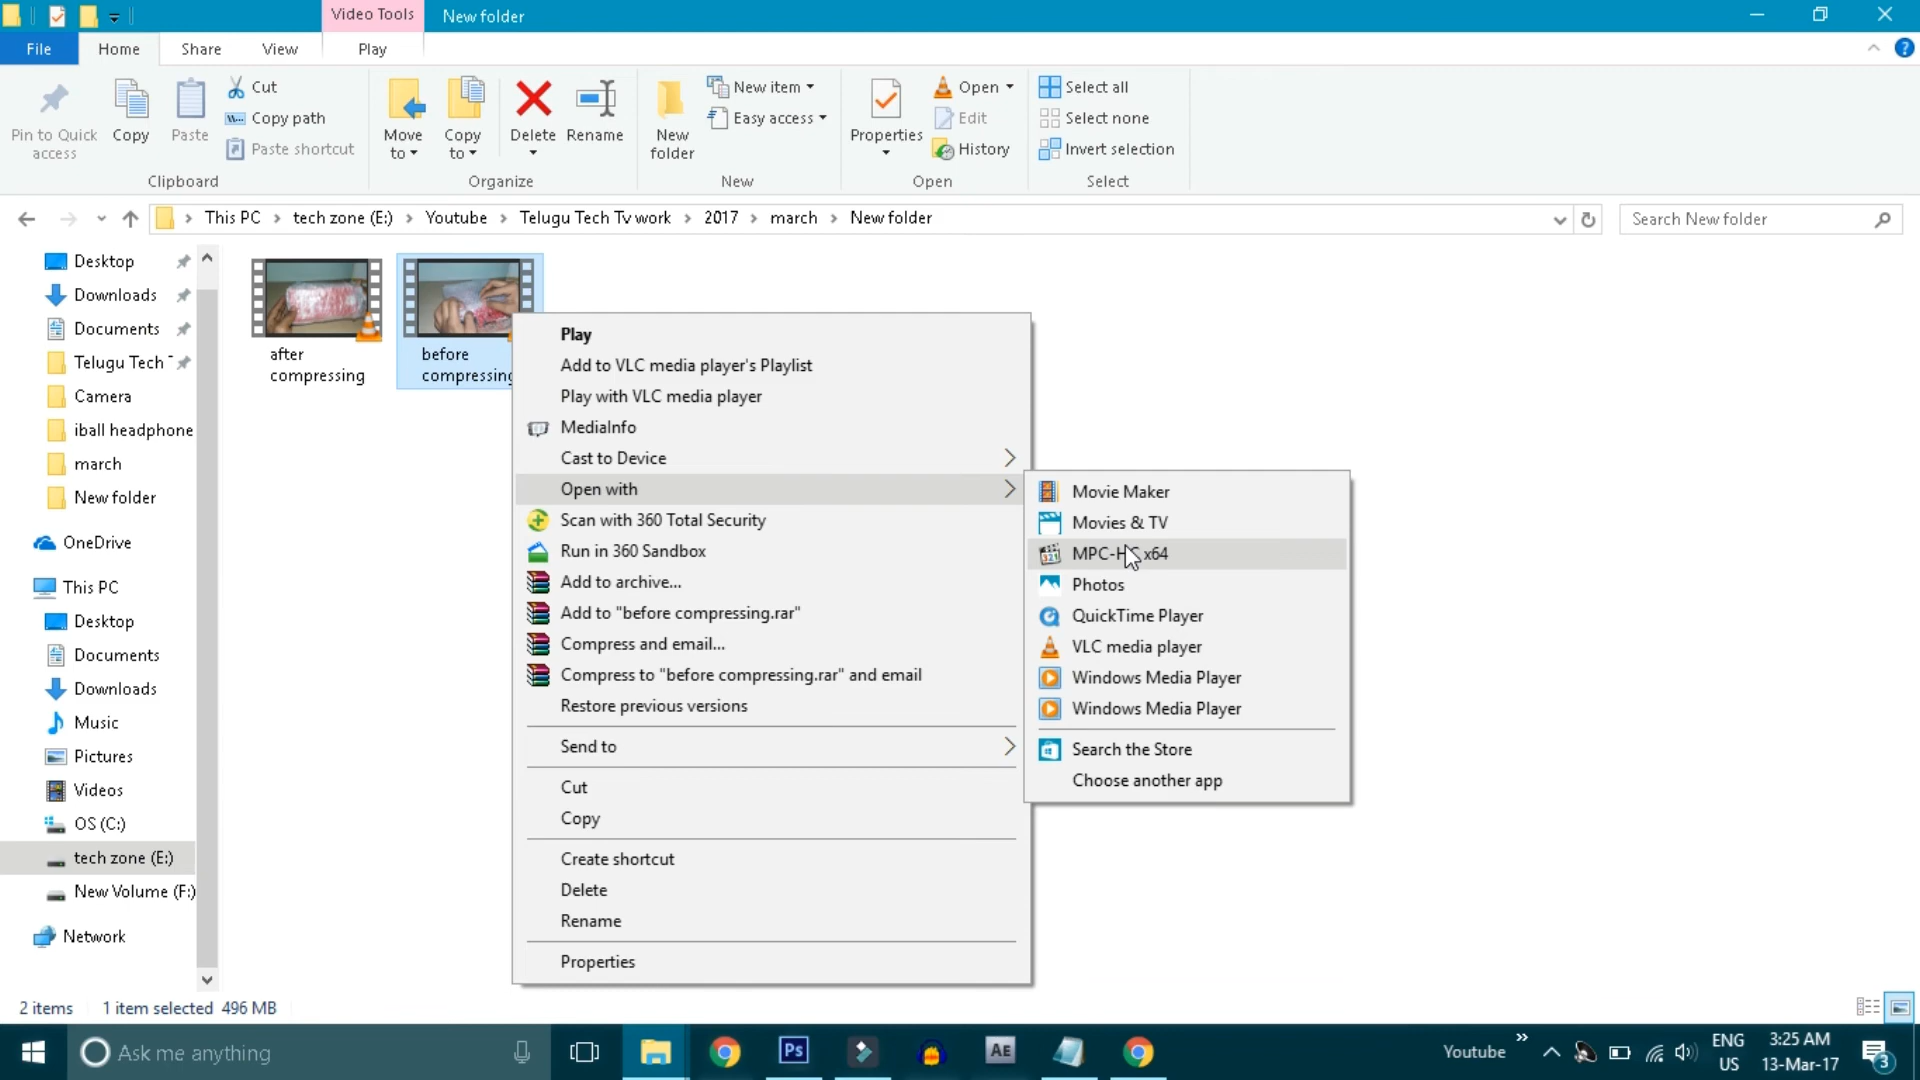 Video Tools
New folder
File
Home
Share
View
Play
Pin to Quick access
Copy
Paste
Cut
Copy path
Paste shortcut
Clipboard
Move to
Copy to
Delete
Rename
Organize
New folder
New item
Easy access
New
Properties
Open
Edit
History
Open
Select all
Select none
Invert selection
Select
This PC
tech zone (E:)
Youtube
Telugu Tech Tv work
2017
march
New folder
Search New folder
Desktop
Downloads
Documents
Telugu Tech
Camera
iball headphone
march
New folder
OneDrive
This PC
Desktop
Documents
Downloads
Music
Pictures
Videos
OS (C:)
tech zone (E:)
New Volume (F:)
Network
after compressing
before compressing
Play
Add to VLC media player's Playlist
Play with VLC media player
MediaInfo
Cast to Device
Open with
Scan with 360 Total Security
Run in 360 Sandbox
Add to archive...
Add to "before compressing.rar"
Compress and email...
Compress to "before compressing.rar" and email
Restore previous versions
Send to
Cut
Copy
Create shortcut
Delete
Rename
Properties
Movie Maker
Movies & TV
MPC-HC x64
Photos
QuickTime Player
VLC media player
Windows Media Player
Windows Media Player
Search the Store
Choose another app
2 items
1 item selected 496 MB
Ask me anything
Ps
AE
Youtube
ENG
US
3:25 AM
13-Mar-17
3